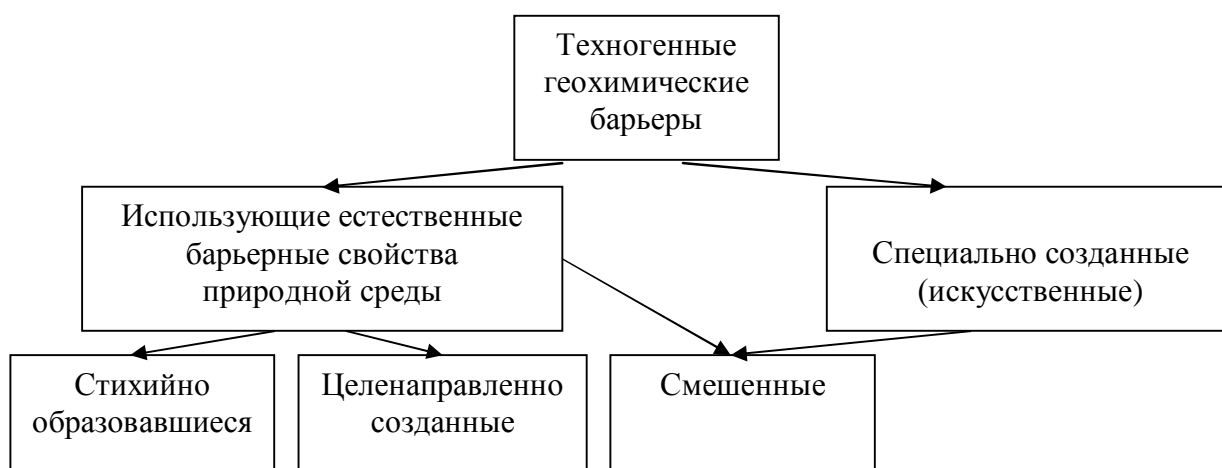 Техногенные
геохимические
барьеры
Использующие естественные
барьерные свойства
природной среды
Специально созданные
(искусственные)
Стихийно
образовавшиеся
Целенаправленно
созданные
Смешенные